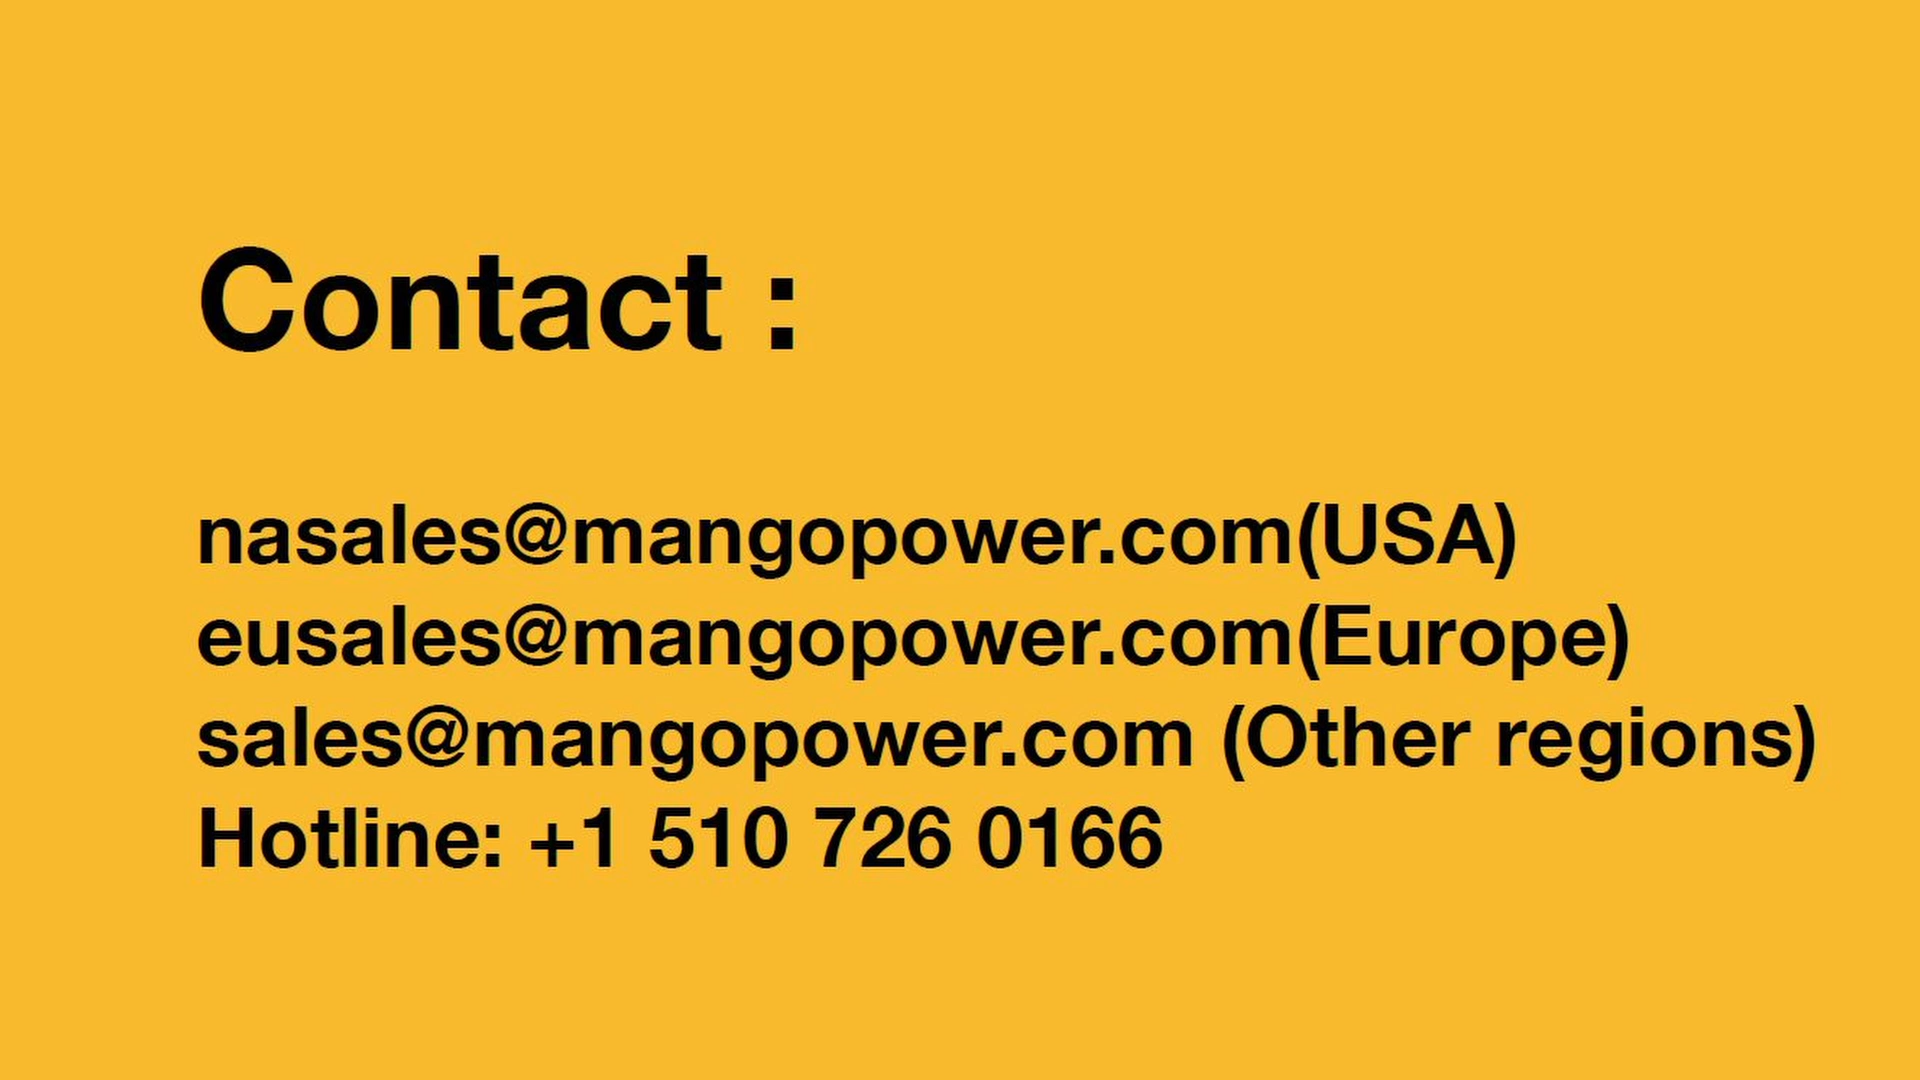 Contact :
nasales@mangopower.com(USA)
eusales@mangopower.com(Europe)
sales@mangopower.com (Other regions)
Hotline: +1 510 726 0166